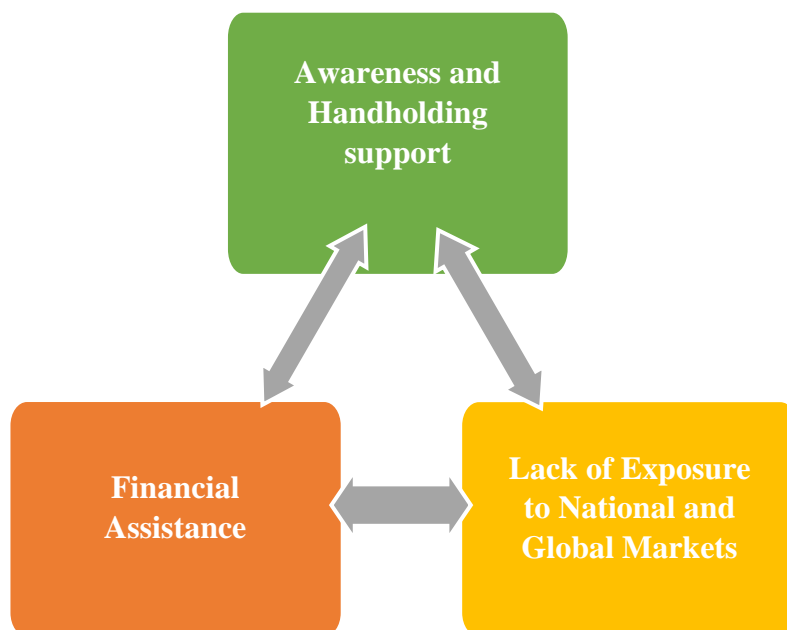 Awareness and
Handholding
support
Financial
Assistance
Lack of Exposure
to National and
Global Markets